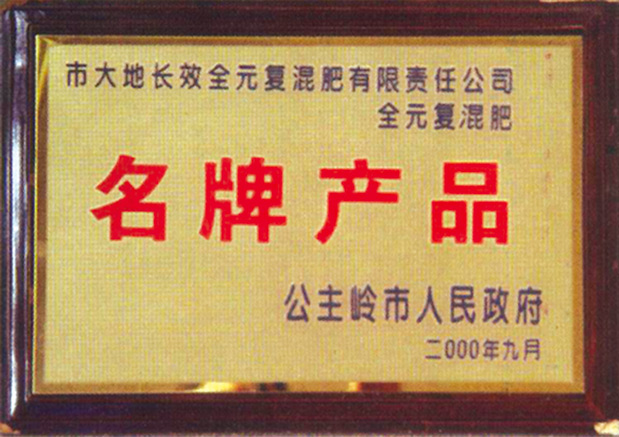 市大地长效全元复混肥有限责任公司
全元复混肥
名牌产品
公主岭市人民政府
二000年九月